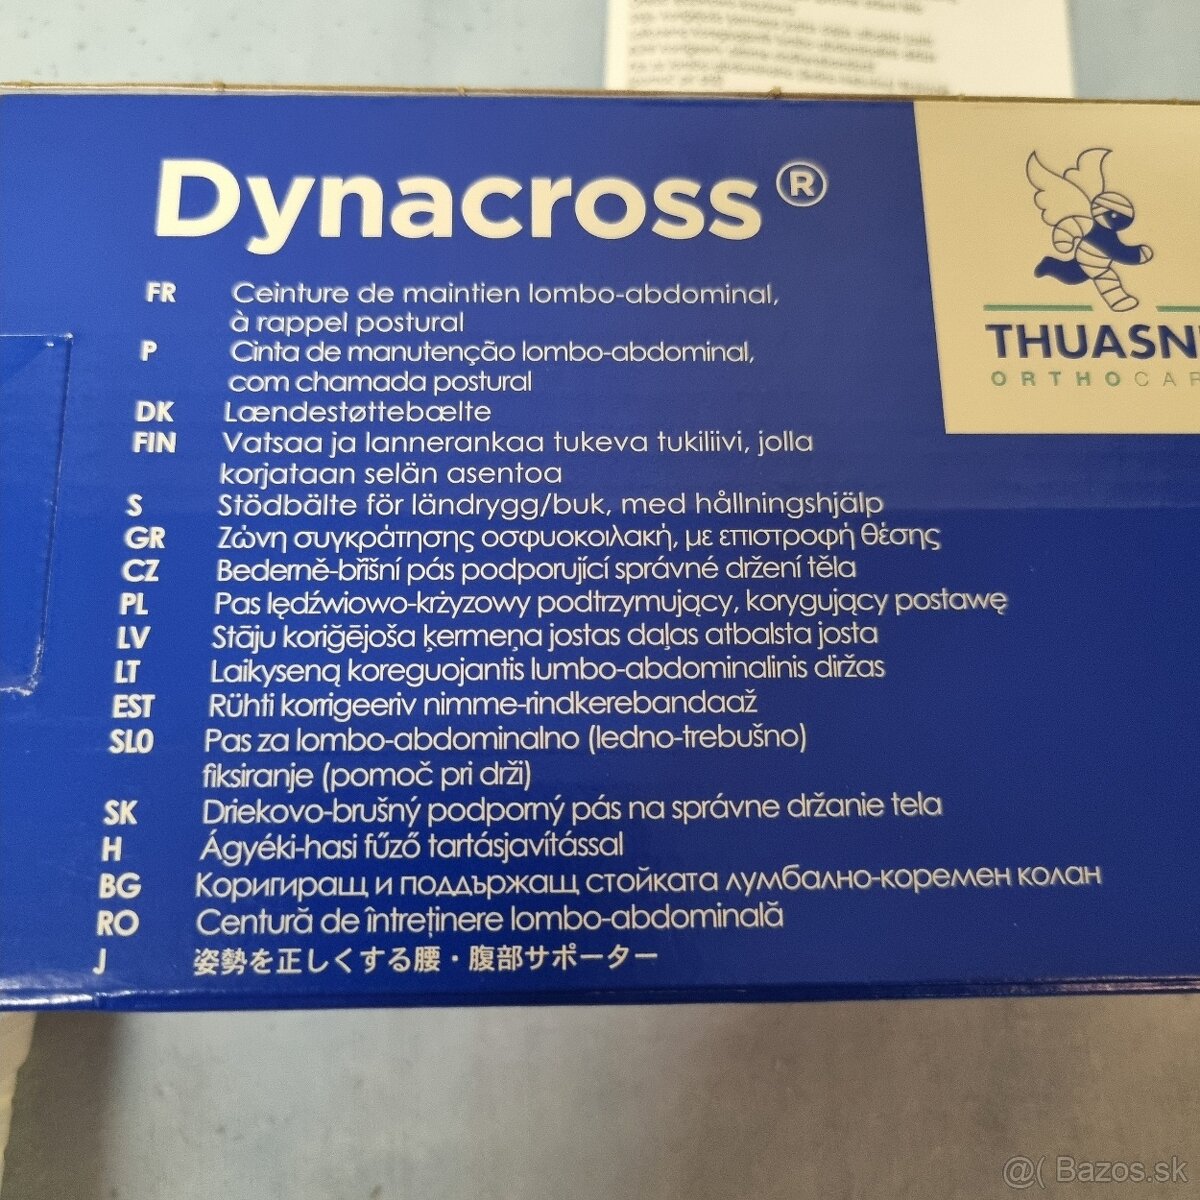 Dynacross®
THUASN
ORTHOCAR
FR Ceinture de maintien lombo-abdominal,
à rappel postural
P Cinta de manutenção lombo-abdominal,
com chamada postural
DK Lændestøttebælte
FIN Vatsaa ja lannerankaa tukeva tukiliivi, jolla
korjataan selän asentoa
S Stödbälte för ländrygg/buk, med hållningshjälp
GR Ζώνη συγκράτησης οσφυοκοιλακή, με επιστροφή θέσης
CZ Bederně-břišní pás podporující správné držení těla
PL Pas lędźwiowo-krzyżowy podtrzymujący, korygujący postawę
LV Stāju koriģējoša ķermeņa jostas daļas atbalsta josta
LT Laikyseną koreguojantis lumbo-abdominalinis diržas
EST Rühti korrigeeriv nimme-rindkerebandaaž
SLO Pas za lombo-abdominalno (ledno-trebušno)
fiksiranje (pomoč pri drži)
SK Driekovo-brušný podporný pás na správne držanie tela
H Ágyéki-hasi fűző tartásjavítással
BG Коригиращ и поддържащ стойката лумбално-коремен колан
RO Centură de întreţinere lombo-abdominală
J 姿勢を正しくする腰・腹部サポーター
@( Bazos.sk